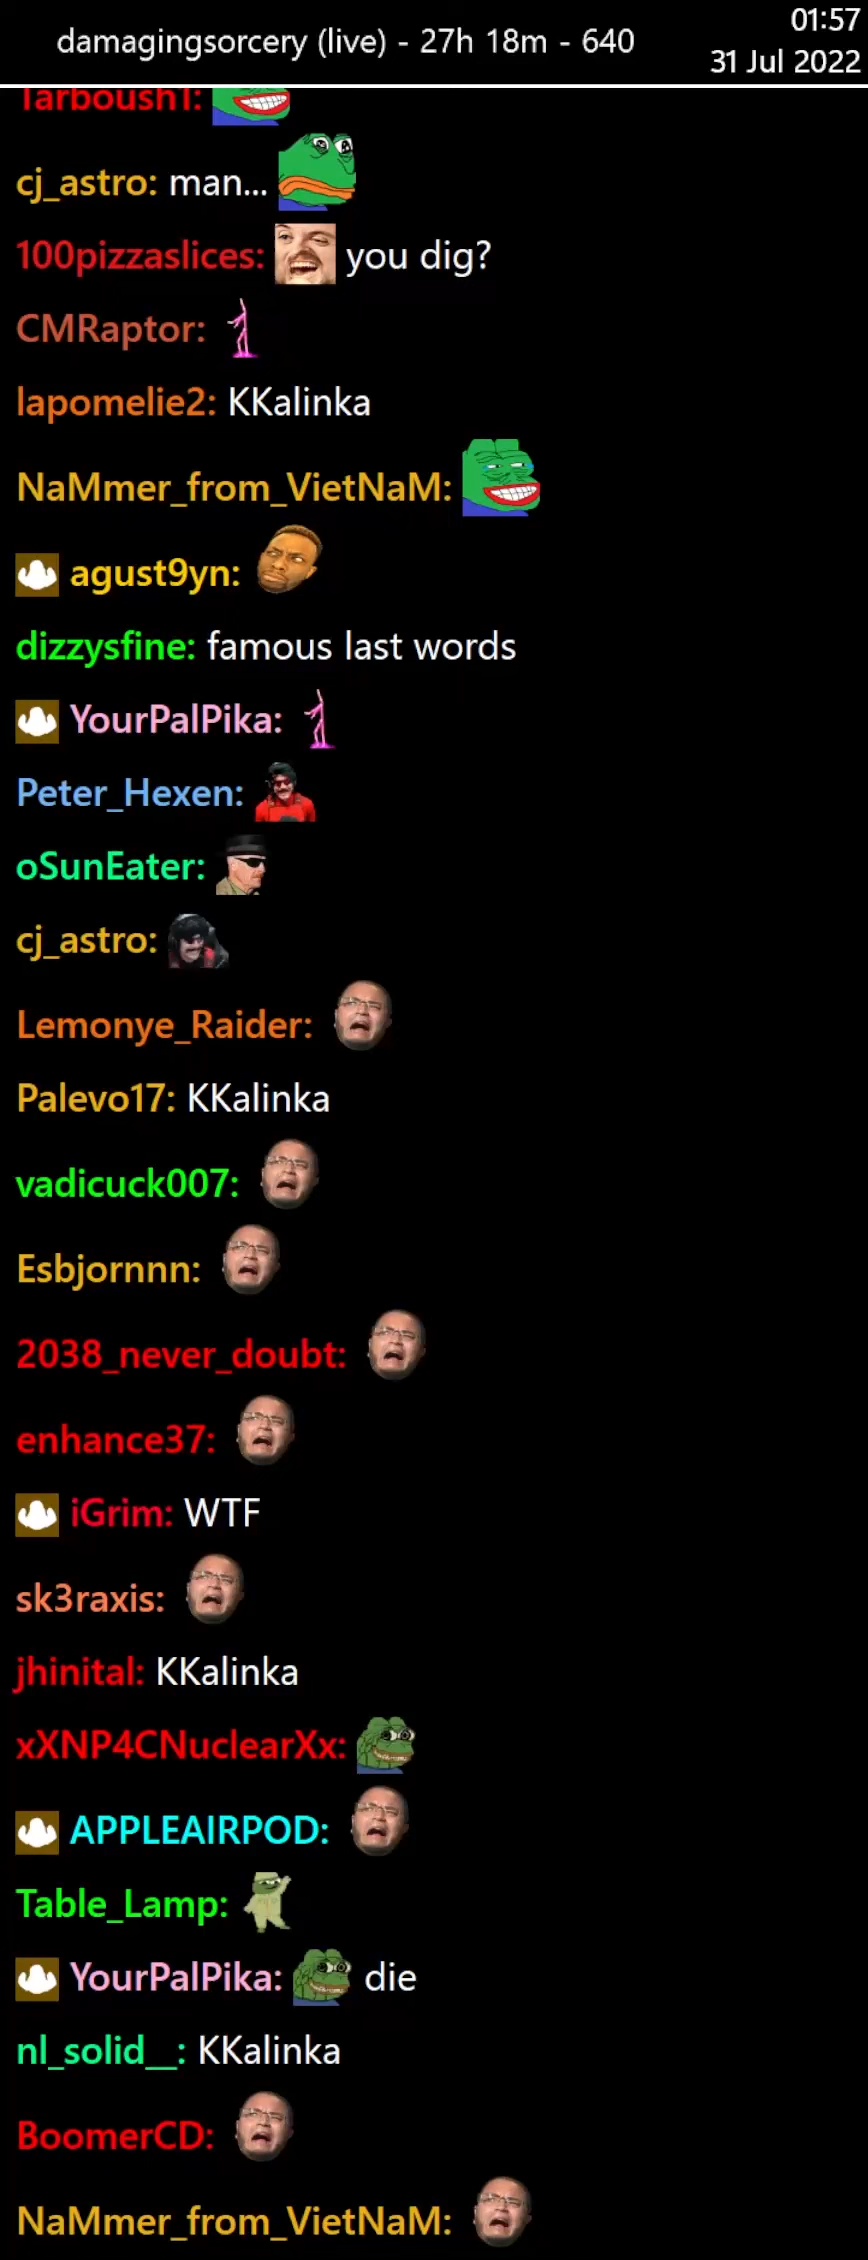 damagingsorcery (live) - 27h 18m - 640
01:57
31 Jul 2022
Tarboush1:
cj_astro: man...
100pizzaslices: you dig?
CMRaptor:
lapomelie2: KKalinka
NaMmer_from_VietNaM:
agust9yn:
dizzysfine: famous last words
YourPalPika:
Peter_Hexen:
oSunEater:
cj_astro:
Lemonye_Raider:
Palevo17: KKalinka
vadicuck007:
Esbjornnn:
2038_never_doubt:
enhance37:
iGrim: WTF
sk3raxis:
jhinital: KKalinka
xXNP4CNuclearXx:
APPLEAIRPOD:
Table_Lamp:
YourPalPika: die
nl_solid__: KKalinka
BoomerCD:
NaMmer_from_VietNaM: